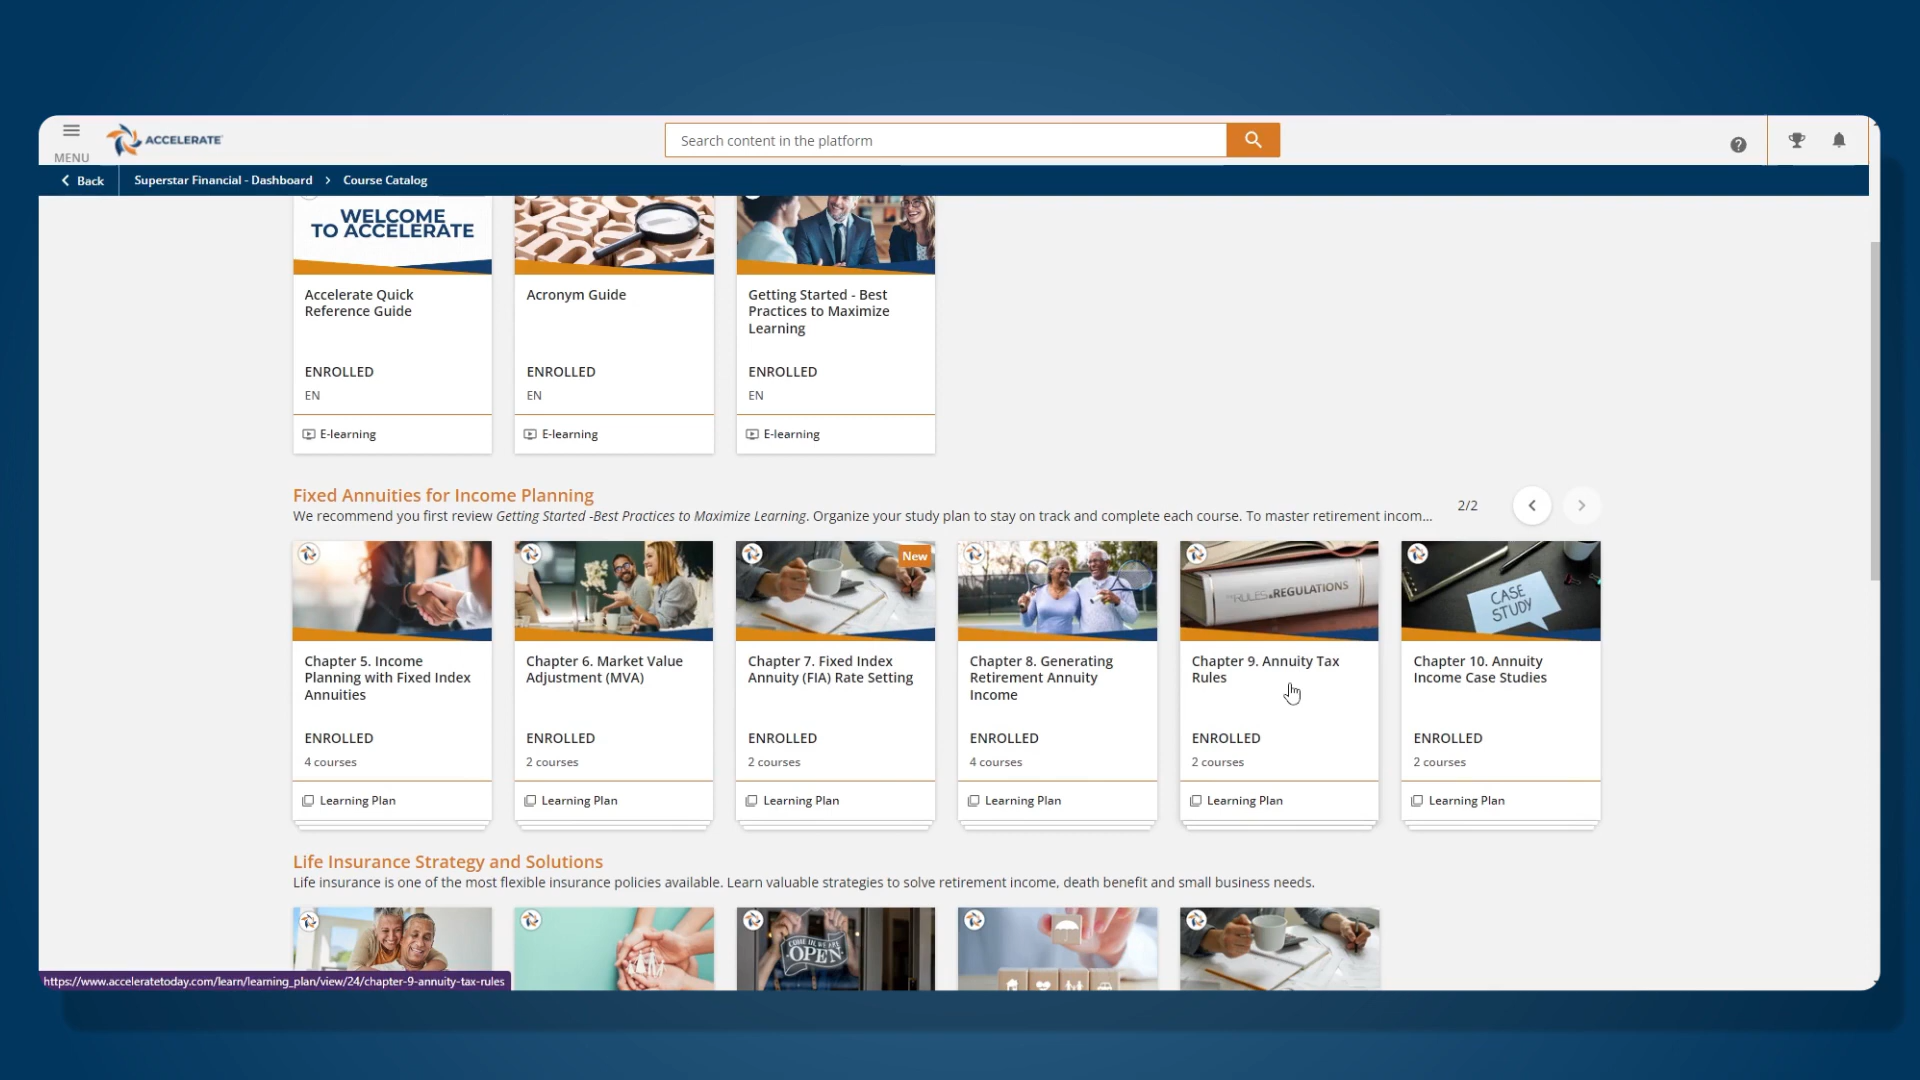 MENU
ACCELERATE
Search content in the platform
Back
Superstar Financial - Dashboard > Course Catalog
WELCOME
TO ACCELERATE
Accelerate Quick
Reference Guide
ENROLLED
EN
E-learning
Acronym Guide
ENROLLED
EN
E-learning
Getting Started - Best
Practices to Maximize
Learning
ENROLLED
EN
E-learning
Fixed Annuities for Income Planning
We recommend you first review Getting Started -Best Practices to Maximize Learning. Organize your study plan to stay on track and complete each course. To master retirement incom...
2/2
Chapter 5. Income
Planning with Fixed Index
Annuities
ENROLLED
4 courses
Learning Plan
Chapter 6. Market Value
Adjustment (MVA)
ENROLLED
2 courses
Learning Plan
New
Chapter 7. Fixed Index
Annuity (FIA) Rate Setting
ENROLLED
2 courses
Learning Plan
Chapter 8. Generating
Retirement Annuity
Income
ENROLLED
4 courses
Learning Plan
RULES & REGULATIONS
Chapter 9. Annuity Tax
Rules
ENROLLED
2 courses
Learning Plan
CASE
STUDY
Chapter 10. Annuity
Income Case Studies
ENROLLED
2 courses
Learning Plan
Life Insurance Strategy and Solutions
Life insurance is one of the most flexible insurance policies available. Learn valuable strategies to solve retirement income, death benefit and small business needs.
COME IN, WE ARE
OPEN
https://www.acceleratetoday.com/learn/learning_plan/view/24/chapter-9-annuity-tax-rules